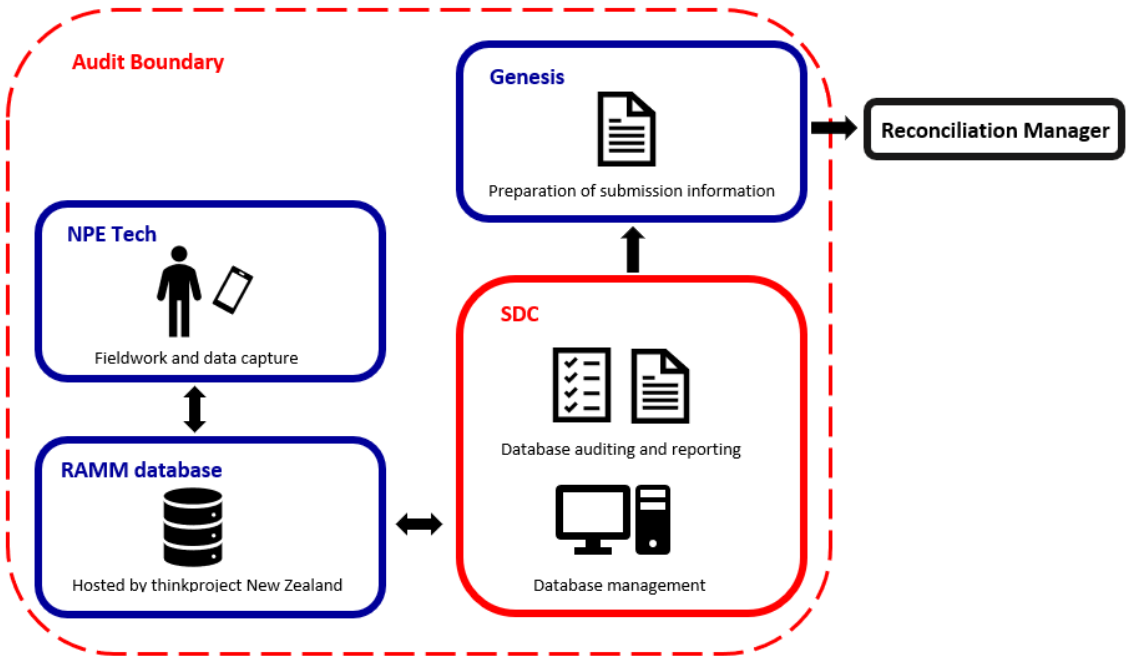 Audit Boundary
Genesis
Preparation of submission information
Reconciliation Manager
NPE Tech
Fieldwork and data capture
RAMM database
Hosted by thinkproject New Zealand
SDC
Database auditing and reporting
Database management